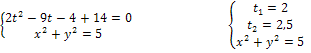 2t² − 9t − 4 + 14 = 0
x² + y² = 5
t₁ = 2
t₂ = 2,5
x² + y² = 5